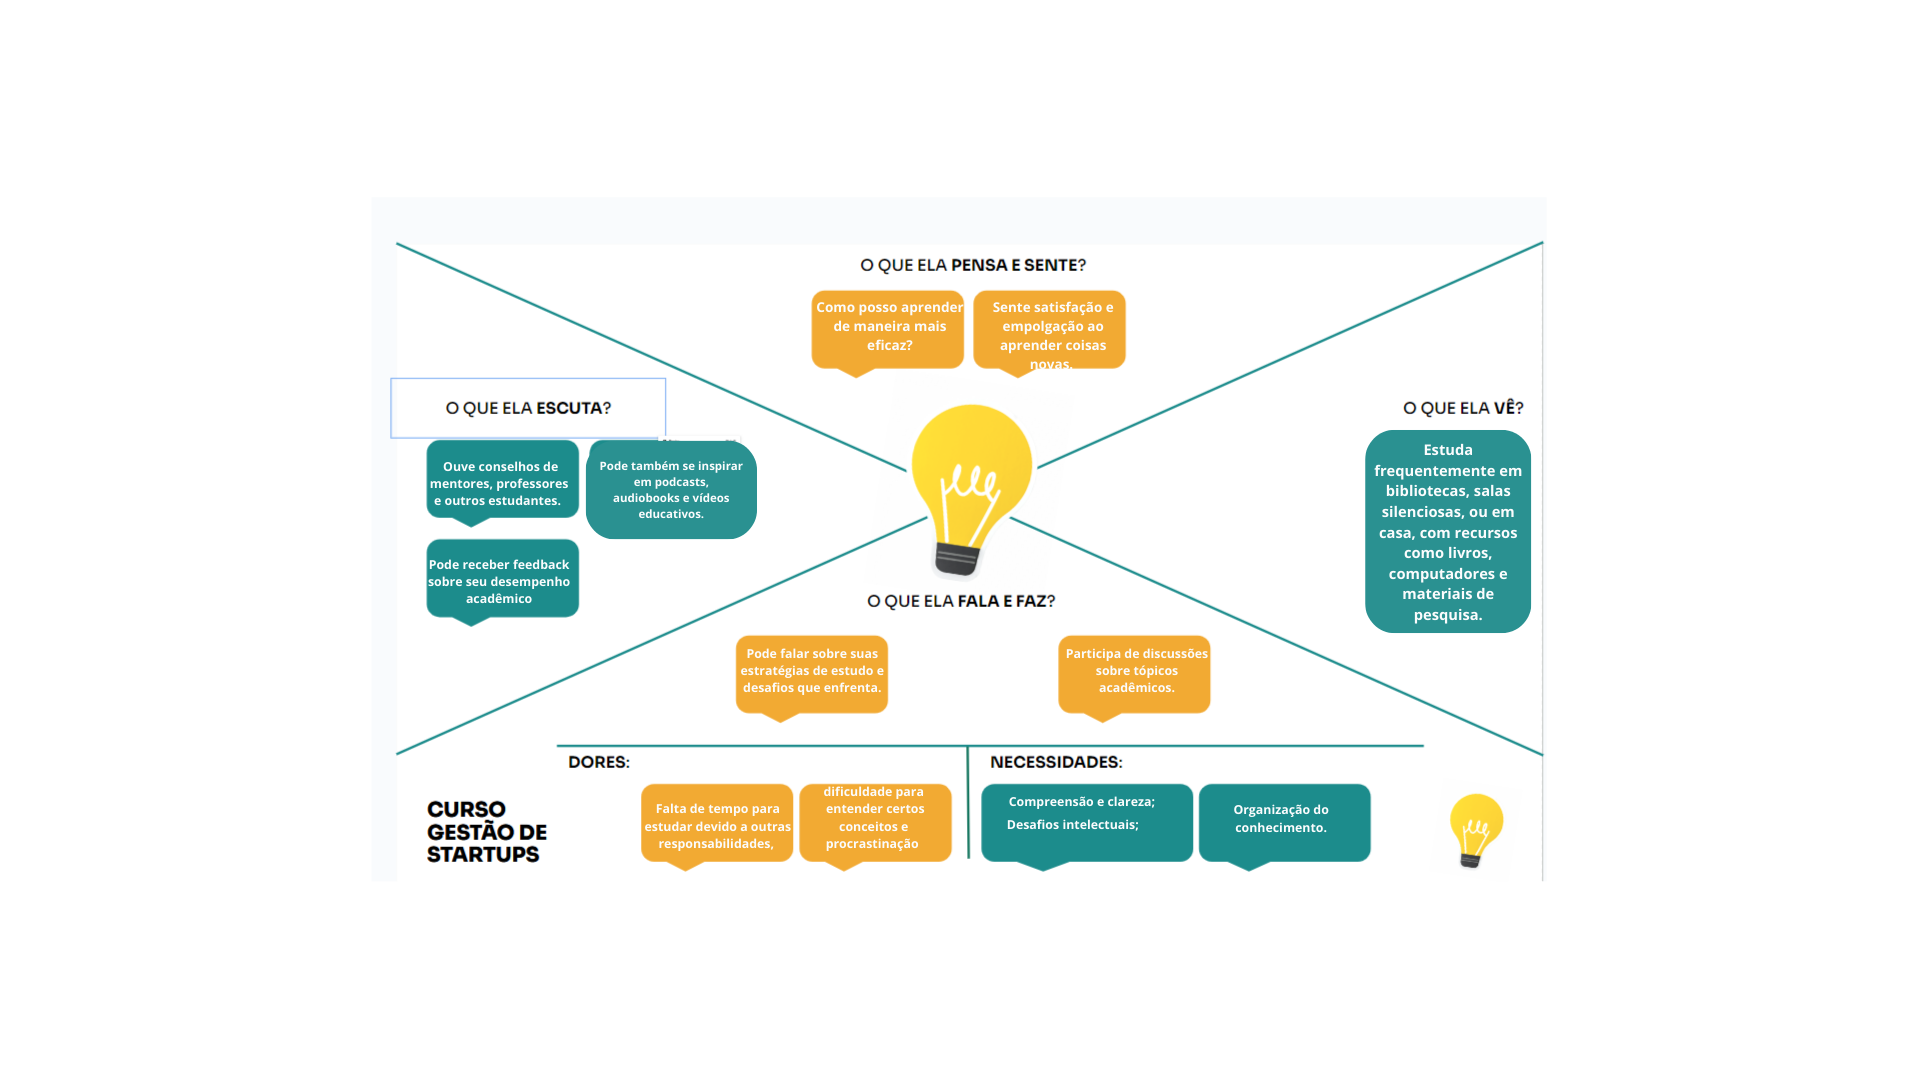 O QUE ELA PENSA E SENTE?
Como posso aprender
de maneira mais
eficaz?
Sente satisfação e
empolgação ao
aprender coisas
novas.
O QUE ELA ESCUTA?
Ouve conselhos de
mentores, professores
e outros estudantes.
Pode também se inspirar
em podcasts,
audiobooks e vídeos
educativos.
Pode receber feedback
sobre seu desempenho
acadêmico
O QUE ELA VÊ?
Estuda
frequentemente em
bibliotecas, salas
silenciosas, ou em
casa, com recursos
como livros,
computadores e
materiais de
pesquisa.
O QUE ELA FALA E FAZ?
Pode falar sobre suas
estratégias de estudo e
desafios que enfrenta.
Participa de discussões
sobre tópicos
acadêmicos.
DORES:
Falta de tempo para
estudar devido a outras
responsabilidades,
dificuldade para
entender certos
conceitos e
procrastinação
NECESSIDADES:
Compreensão e clareza;
Desafios intelectuais;
Organização do
conhecimento.
CURSO
GESTÃO DE
STARTUPS